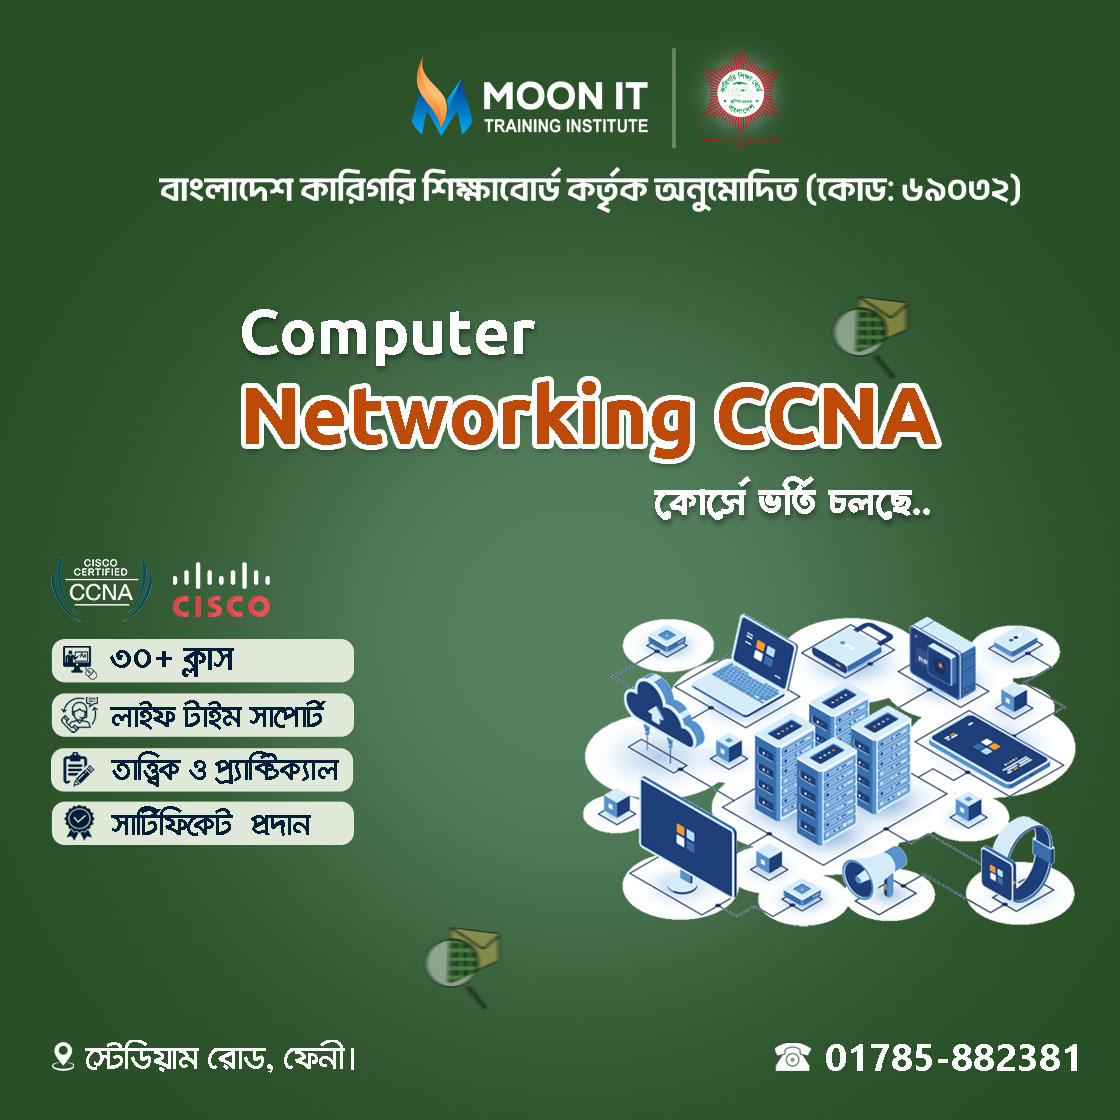 MOON IT
TRAINING INSTITUTE
বাংলাদেশ কারিগরি শিক্ষাবোর্ড কর্তৃক অনুমোদিত (কোড: ৬৯০৩২)
Computer
Networking CCNA
কোর্সে ভর্তি চলছে..
CISCO
CERTIFIED
CCNA
CISCO
৩০+ ক্লাস
লাইফ টাইম সাপোর্ট
তাত্ত্বিক ও প্র্যাক্টিক্যাল
সার্টিফিকেট প্রদান
স্টেডিয়াম রোড, ফেনী।
01785-882381